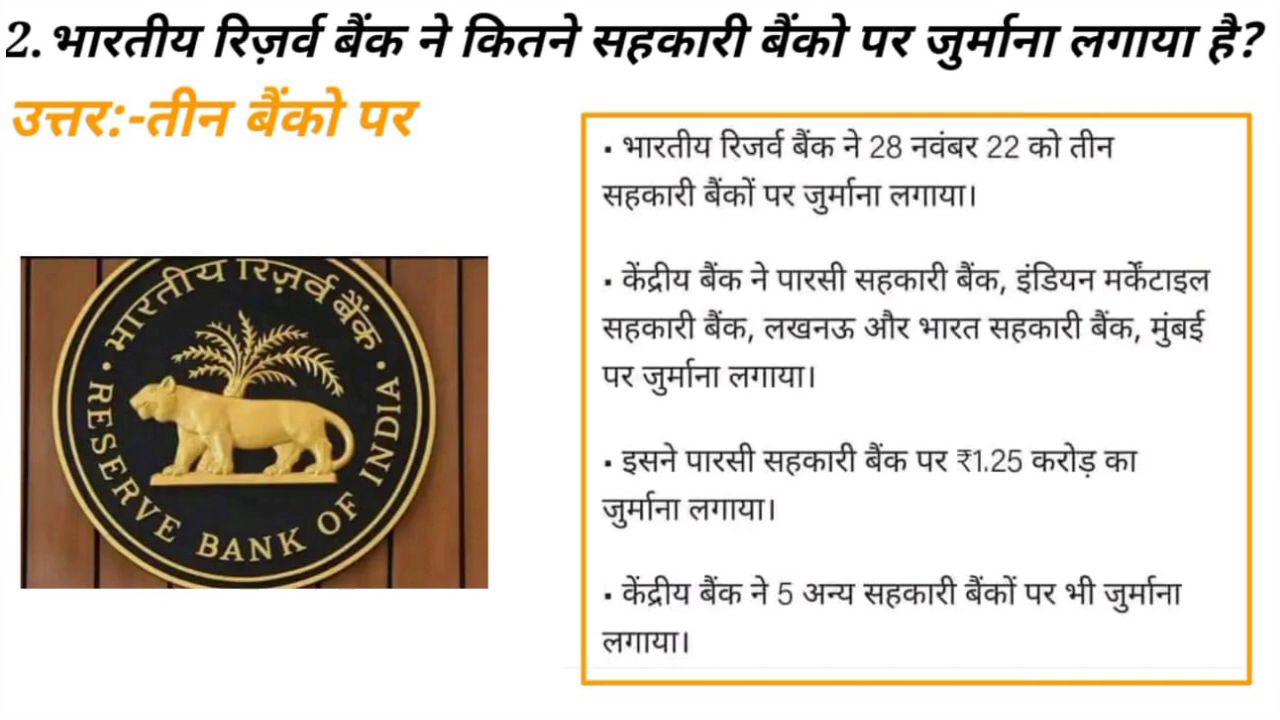 2. भारतीय रिज़र्व बैंक ने कितने सहकारी बैंको पर जुर्माना लगाया है?
उत्तर:-तीन बैंको पर
• भारतीय रिजर्व बैंक ने 28 नवंबर 22 को तीन
सहकारी बैंकों पर जुर्माना लगाया।
• केंद्रीय बैंक ने पारसी सहकारी बैंक, इंडियन मर्केंटाइल
सहकारी बैंक, लखनऊ और भारत सहकारी बैंक, मुंबई
पर जुर्माना लगाया।
• इसने पारसी सहकारी बैंक पर ₹1.25 करोड़ का
जुर्माना लगाया।
• केंद्रीय बैंक ने 5 अन्य सहकारी बैंकों पर भी जुर्माना
लगाया।
भारतीय रिज़र्व बैंक
RESERVE BANK OF INDIA